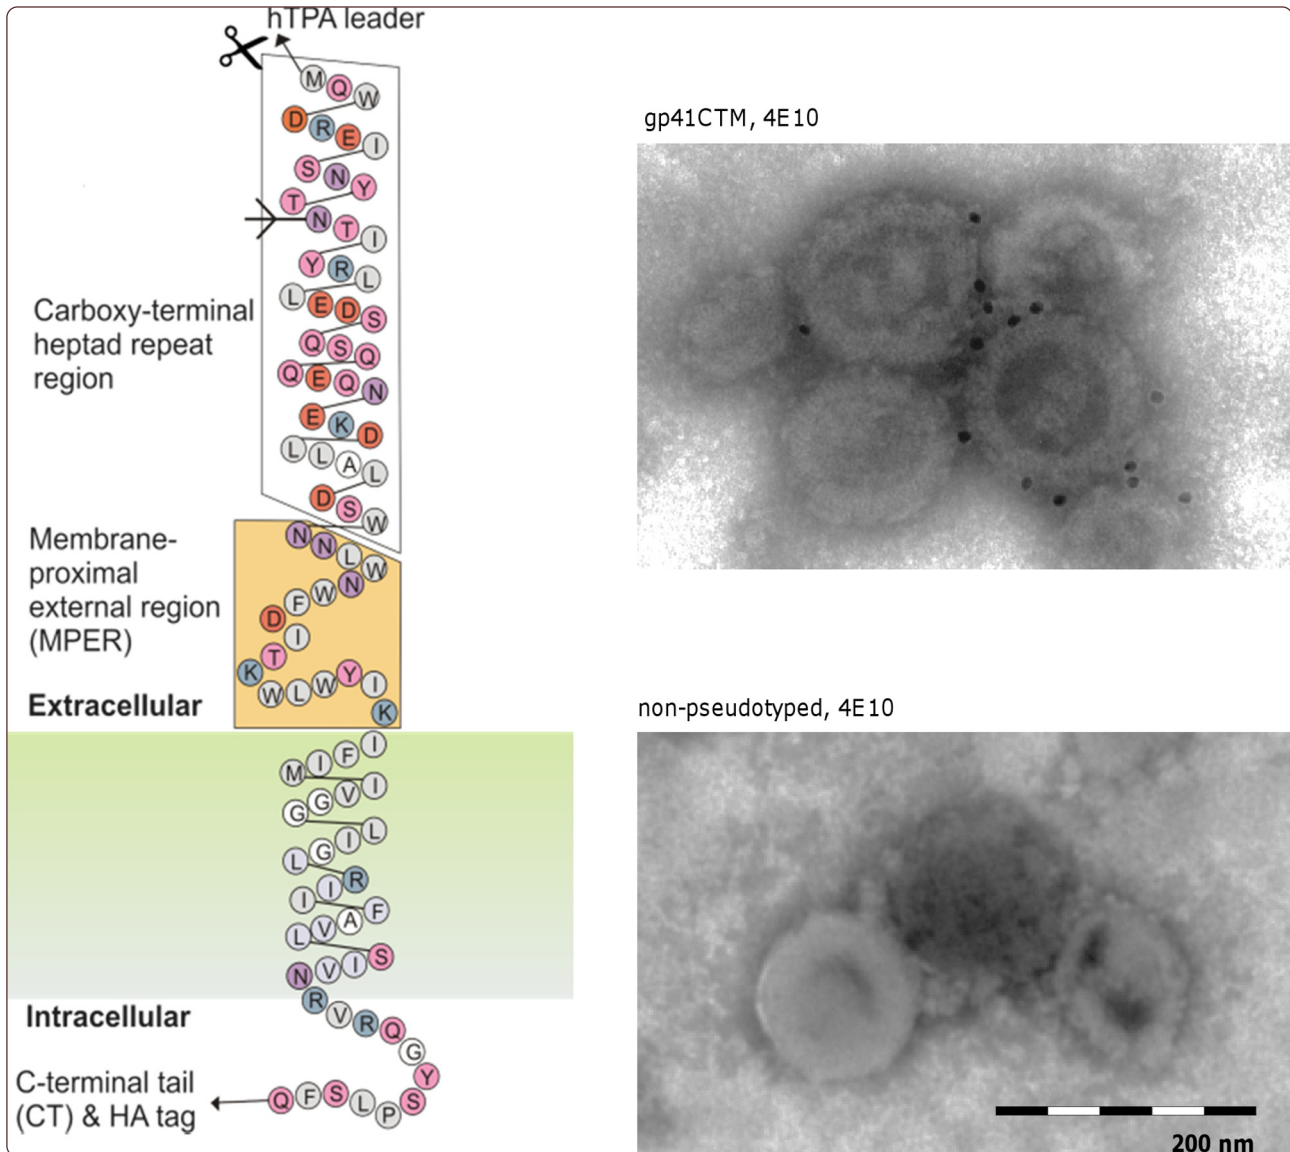 hTPA leader
M Q W
D R E I
S N Y
T N T I
Y R L
L E D S
Q S Q
Q E Q N
E K D
L L A L
D S W
N N L W
F W N
D I
T
K W L W Y I
K
Carboxy-terminal
heptad repeat
region
Membrane-
proximal
external region
(MPER)
Extracellular
M I F I
G G V I
L G I L
I I R
L V A F
N V I S
R V R Q
G
Y
Q F S L P S
Intracellular
C-terminal tail
(CT) & HA tag
gp41CTM, 4E10
non-pseudotyped, 4E10
200 nm